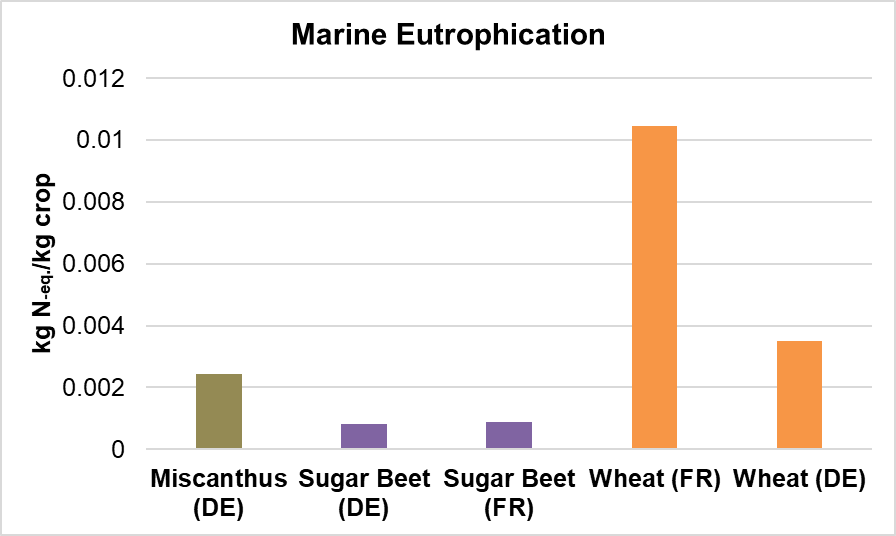 Marine Eutrophication
kg N-eq./kg crop
0.012
0.01
0.008
0.006
0.004
0.002
0
Miscanthus
(DE)
Sugar Beet
(DE)
Sugar Beet
(FR)
Wheat (FR)
Wheat (DE)